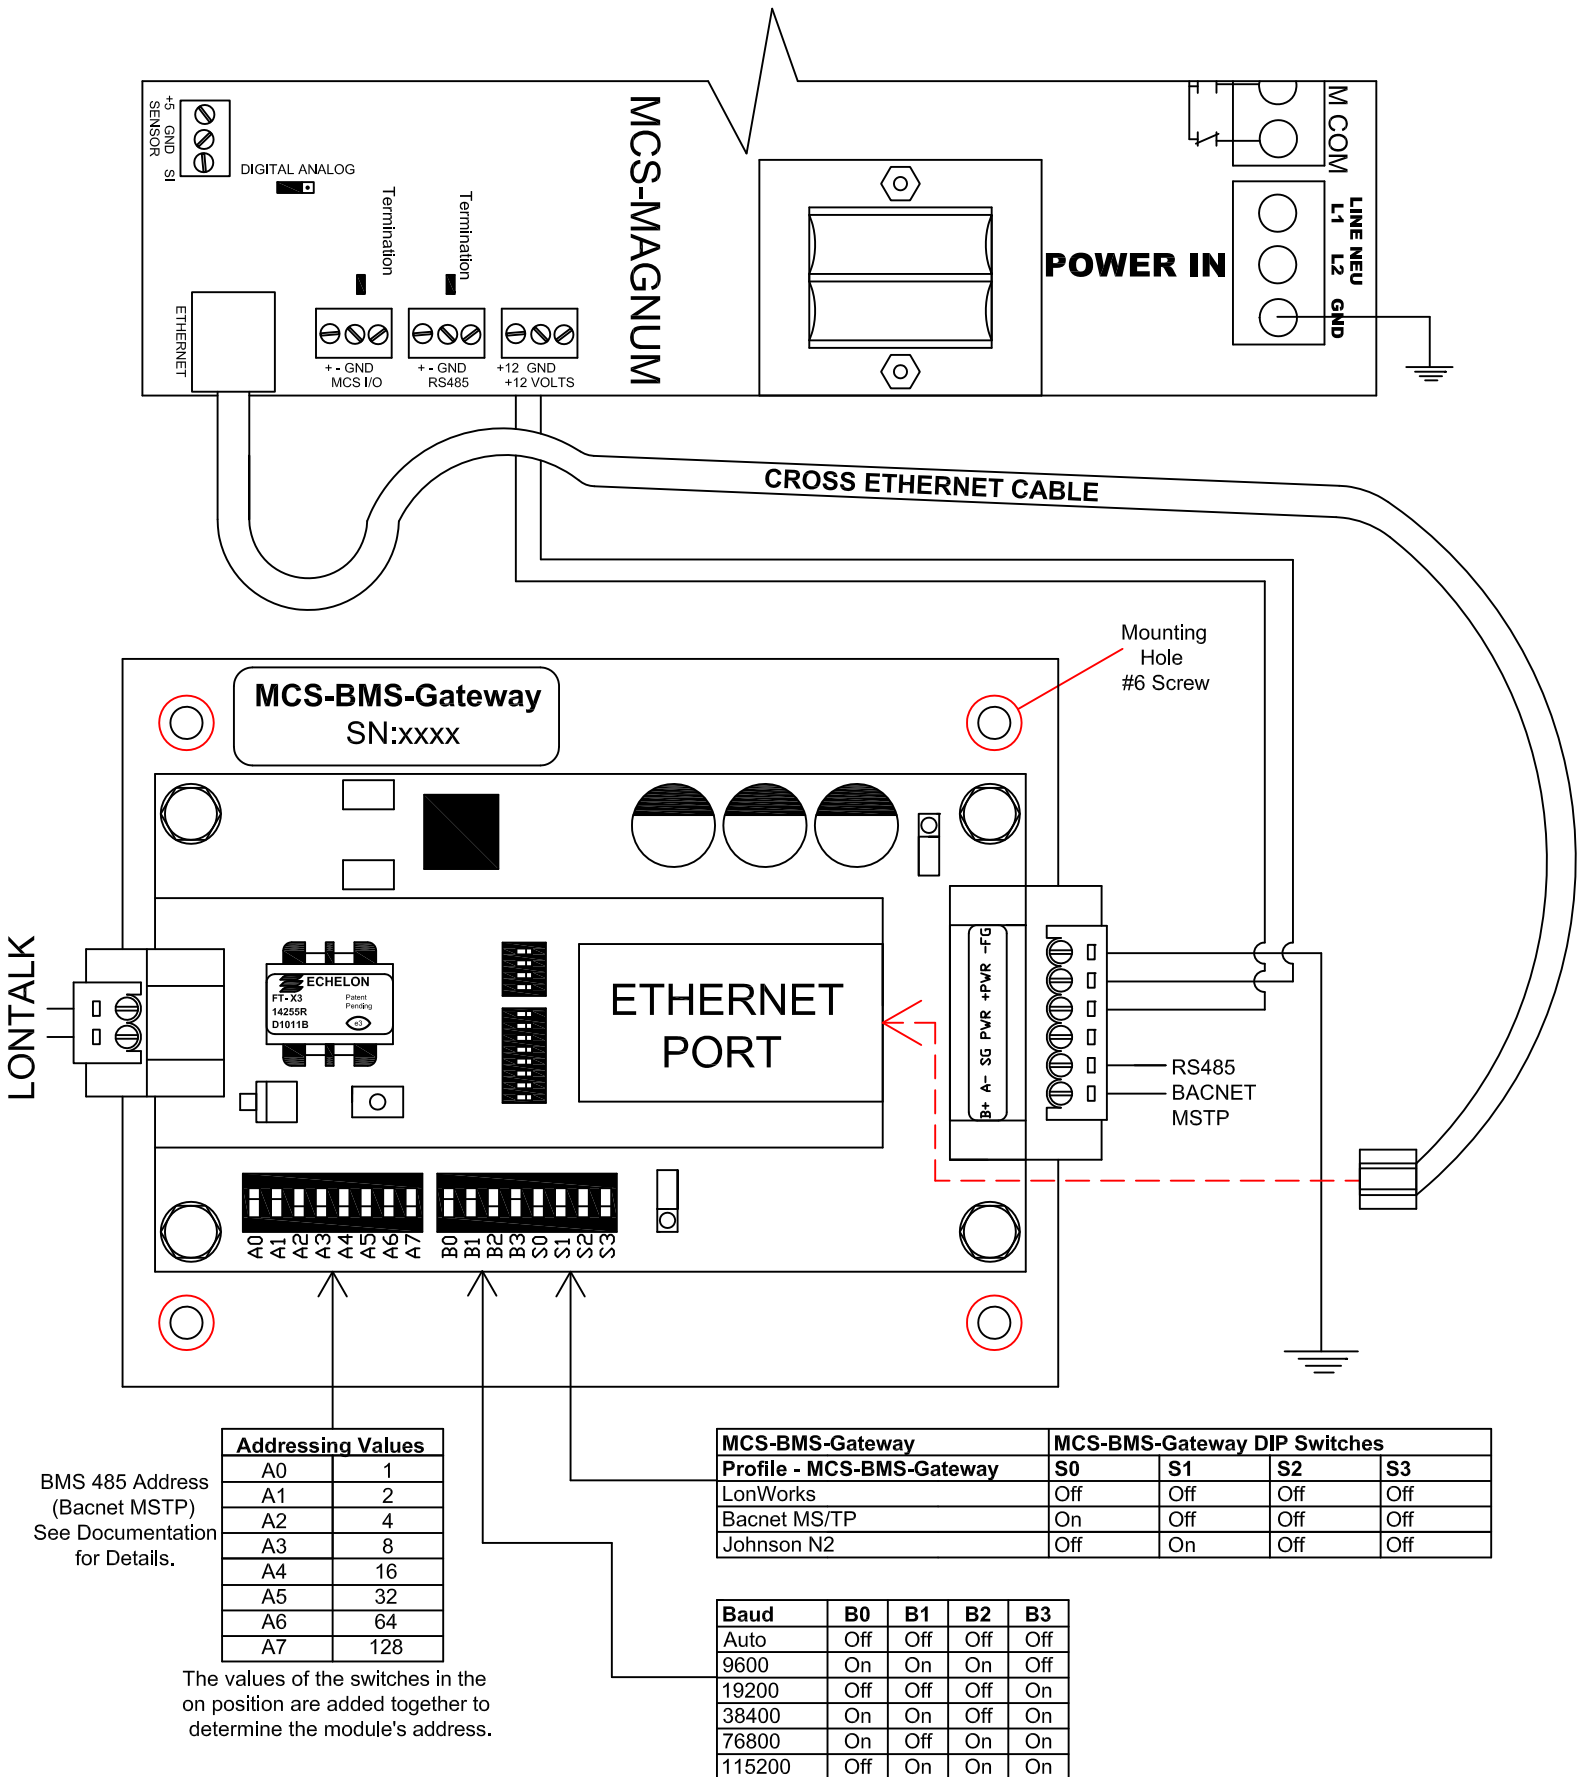 +5 GND SI
SENSOR
DIGITAL ANALOG
Termination
Termination
ETHERNET
+ - GND
MCS I/O
+ - GND
RS485
+12 GND
+12 VOLTS
MCS-MAGNUM
M COM
POWER IN
LINE NEU
L1 L2 GND
CROSS ETHERNET CABLE
Mounting
Hole
#6 Screw
MCS-BMS-Gateway
SN:xxxx
LONTALK
ECHELON
FT- X3
14255R
D1011B
Patent
Pending
e3
ETHERNET
PORT
B+ A- SG PWR +PWR -FG
RS485
BACNET
MSTP
A0 A1 A2 A3 A4 A5 A6 A7
B0 B1 B2 B3 S0 S1 S2 S3
BMS 485 Address
(Bacnet MSTP)
See Documentation
for Details.
Addressing Values
A0 1
A1 2
A2 4
A3 8
A4 16
A5 32
A6 64
A7 128
The values of the switches in the
on position are added together to
determine the module's address.
MCS-BMS-Gateway MCS-BMS-Gateway DIP Switches
Profile - MCS-BMS-Gateway S0 S1 S2 S3
LonWorks Off Off Off Off
Bacnet MS/TP On Off Off Off
Johnson N2 Off On Off Off
Baud B0 B1 B2 B3
Auto Off Off Off Off
9600 On On On Off
19200 Off Off Off On
38400 On On Off On
76800 On Off On On
115200 Off On On On